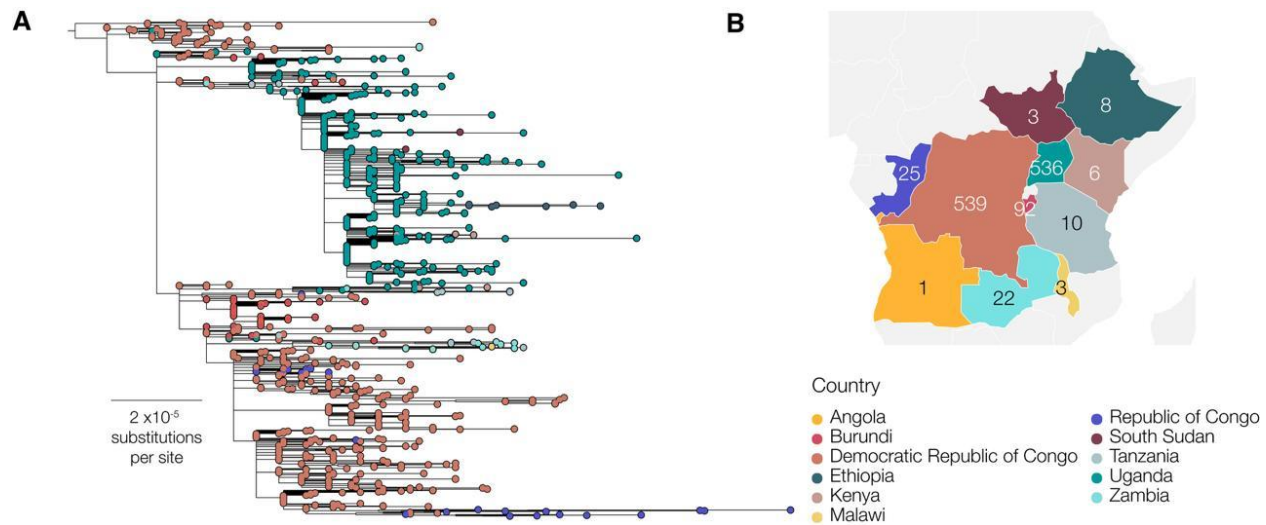 A
B
3
8
25
536
6
539
92
10
1
22
3
2 x10⁻⁵
substitutions
per site
Country
Angola
Burundi
Democratic Republic of Congo
Ethiopia
Kenya
Malawi
Republic of Congo
South Sudan
Tanzania
Uganda
Zambia